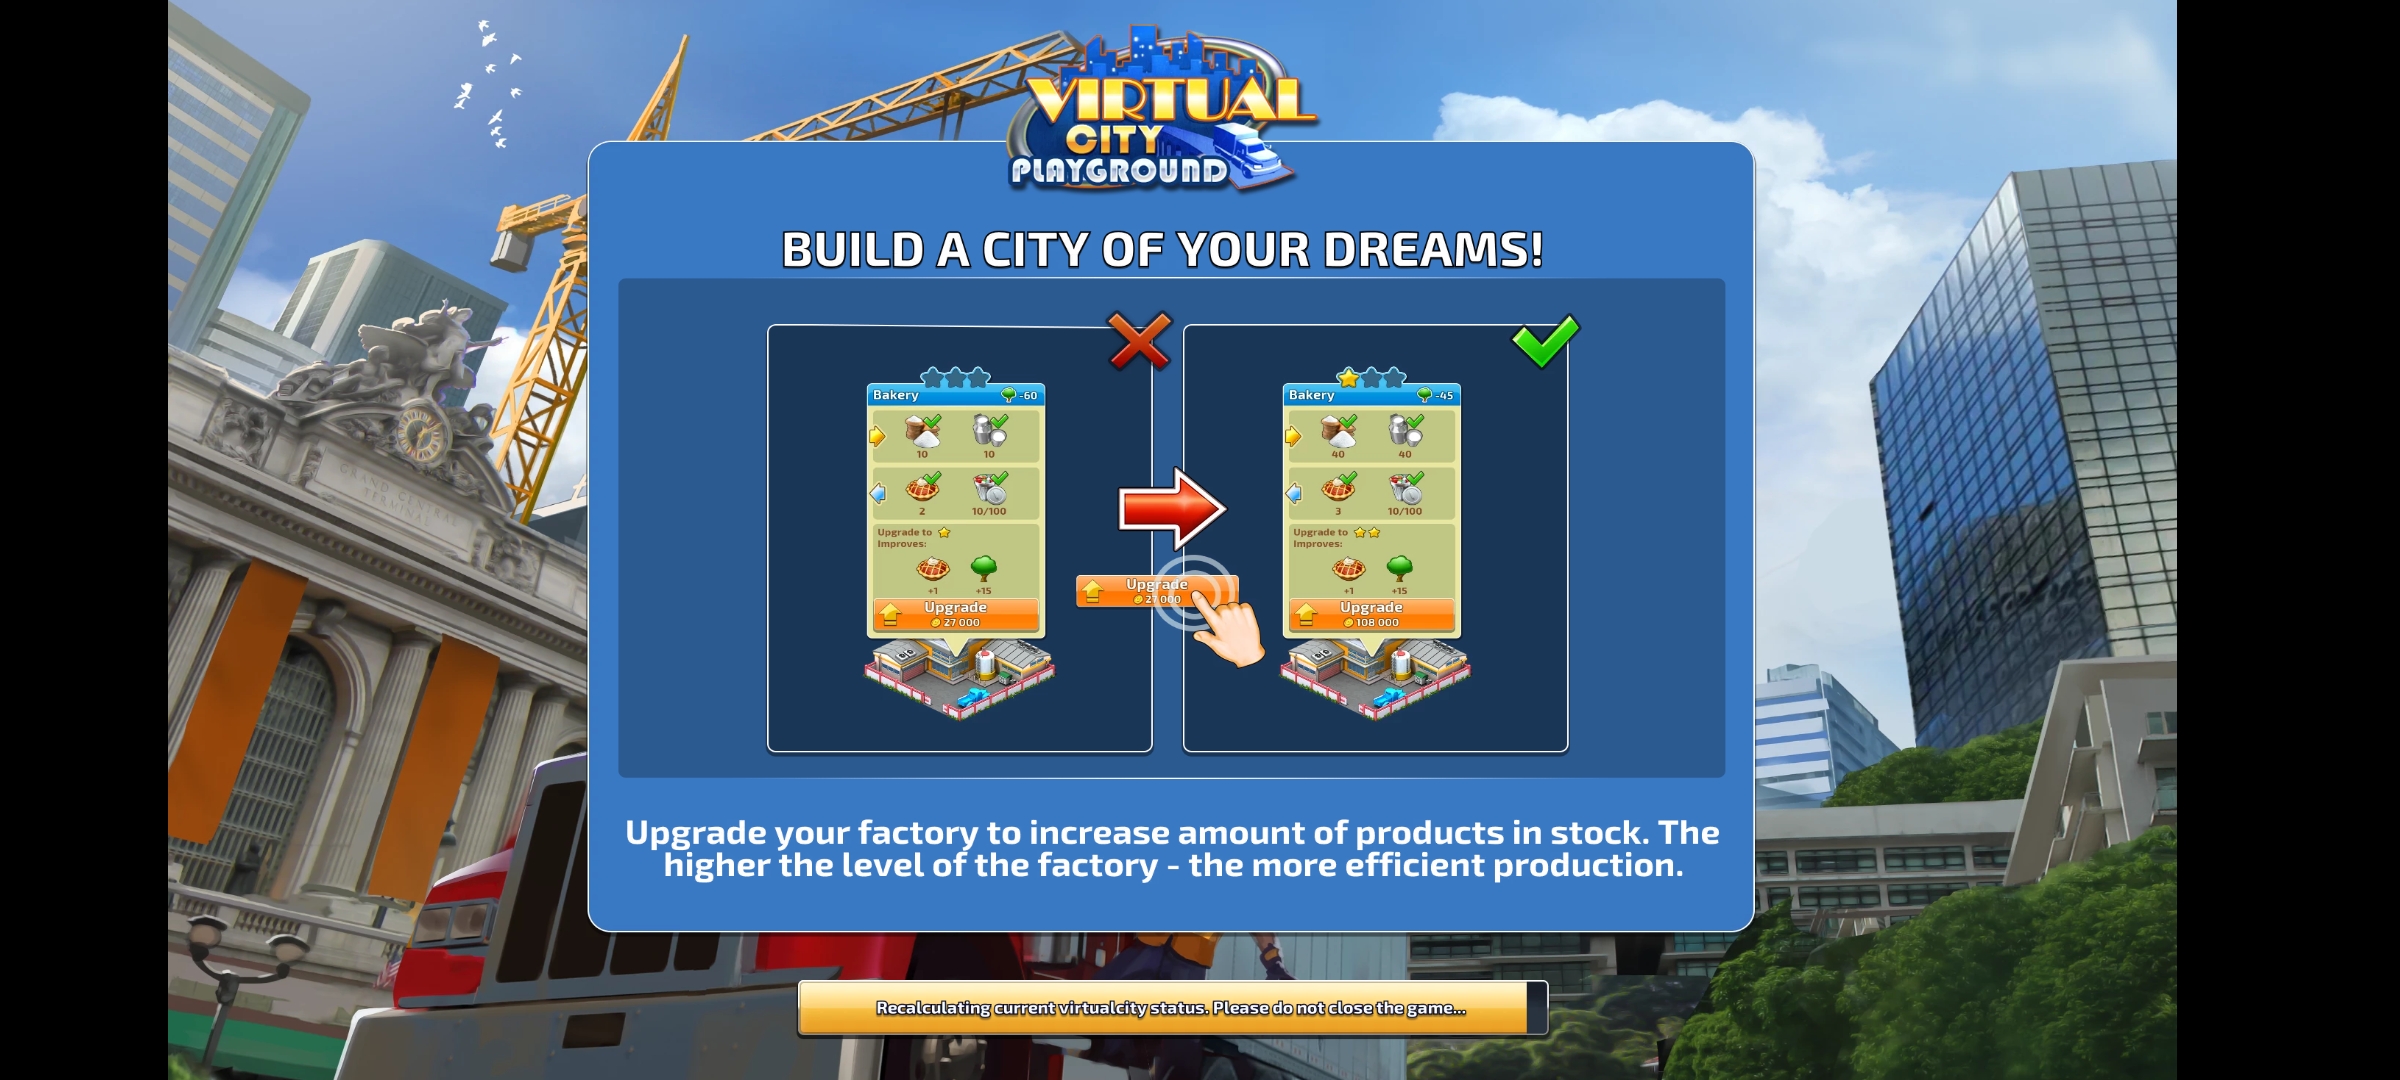 VIRTUAL
CITY
PLAYGROUND
BUILD A CITY OF YOUR DREAMS!
Bakery -60
10 10
2 10/100
Upgrade to
Improves:
+1 +15
Upgrade
27 000
Upgrade
27 000
Bakery -45
40 40
3 10/100
Upgrade to
Improves:
+1 +15
Upgrade
108 000
GRAND GENERAL
TERMINAL
Upgrade your factory to increase amount of products in stock. The
higher the level of the factory - the more efficient production.
Recalculating current virtualcity status. Please do not close the game...